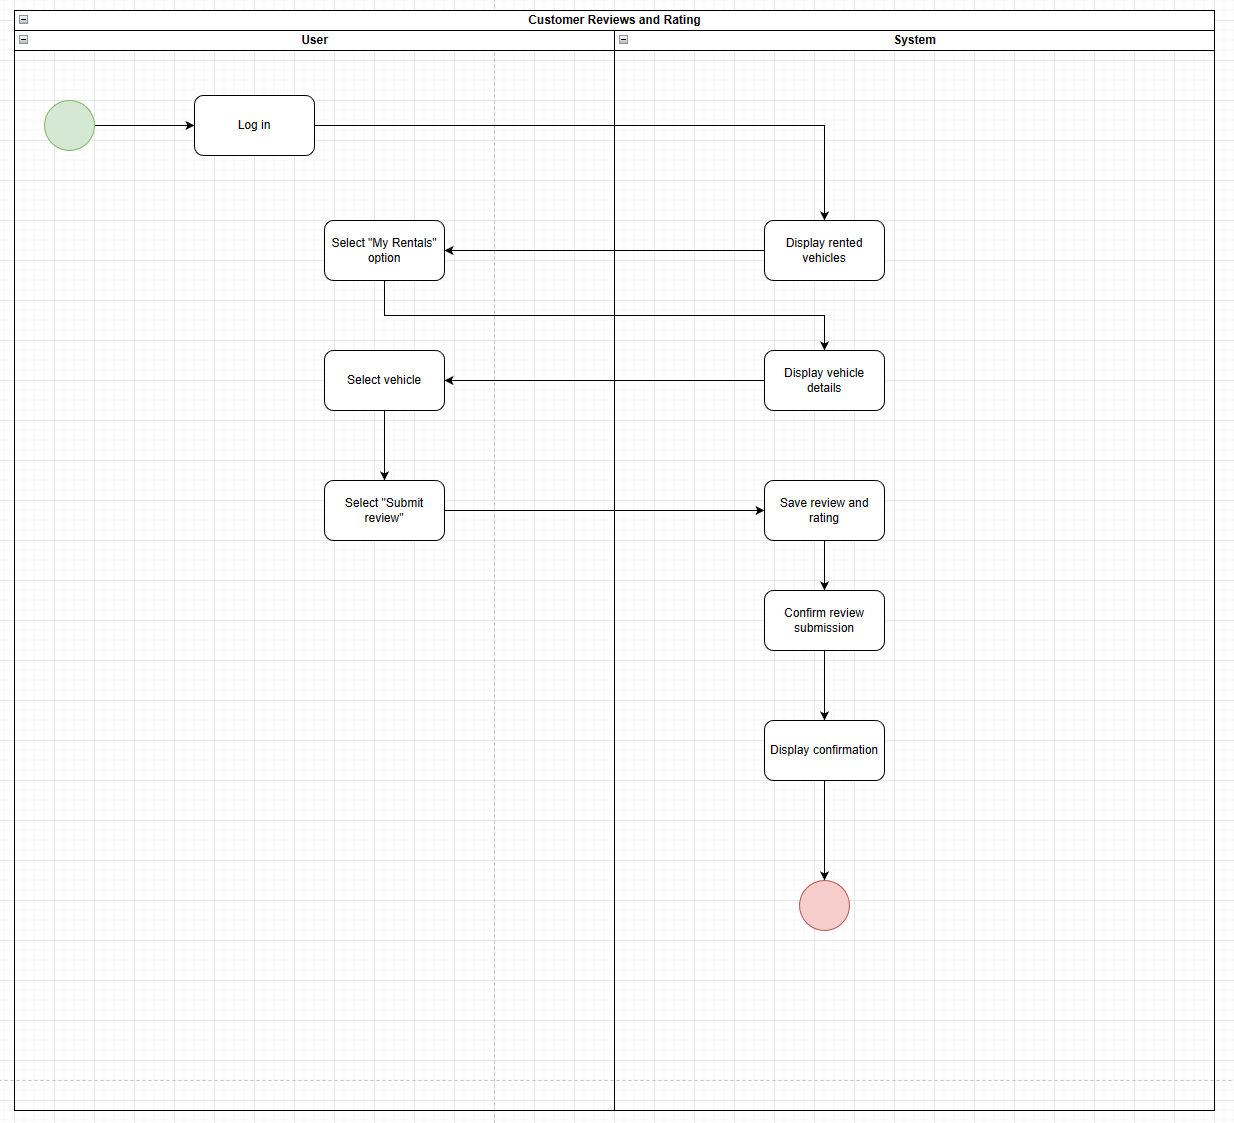 Customer Reviews and Rating
User
System
Log in
Select "My Rentals"
option
Display rented
vehicles
Select vehicle
Display vehicle
details
Select "Submit
review"
Save review and
rating
Confirm review
submission
Display confirmation